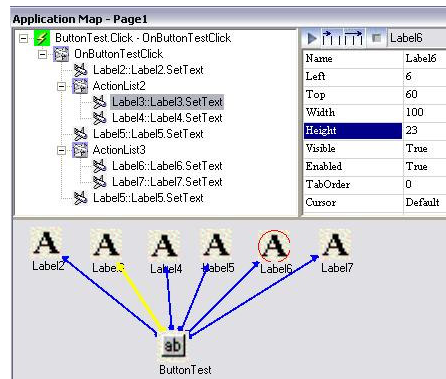 Application Map - Page1
ButtonTest.Click - OnButtonTestClick
OnButtonTestClick
Label2::Label2.SetText
ActionList2
Label3::Label3.SetText
Label4::Label4.SetText
Label5::Label5.SetText
ActionList3
Label6::Label6.SetText
Label7::Label7.SetText
Label5::Label5.SetText
Label6
Name Label6
Left 6
Top 60
Width 100
Height 23
Visible True
Enabled True
TabOrder 0
Cursor Default
A A A A A A
Label2 Label3 Label4 Label5 Label6 Label7
ab
ButtonTest